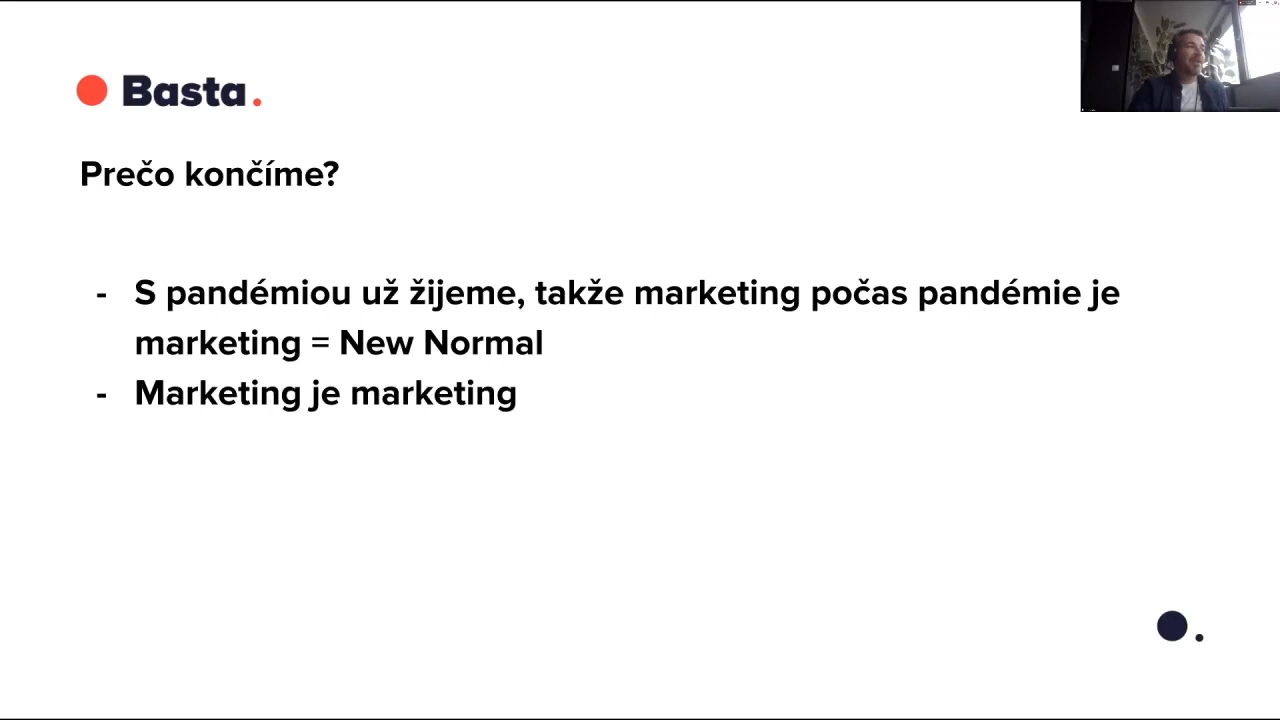 Basta.
Prečo končíme?
- S pandémiou už žijeme, takže marketing počas pandémie je
marketing = New Normal
- Marketing je marketing